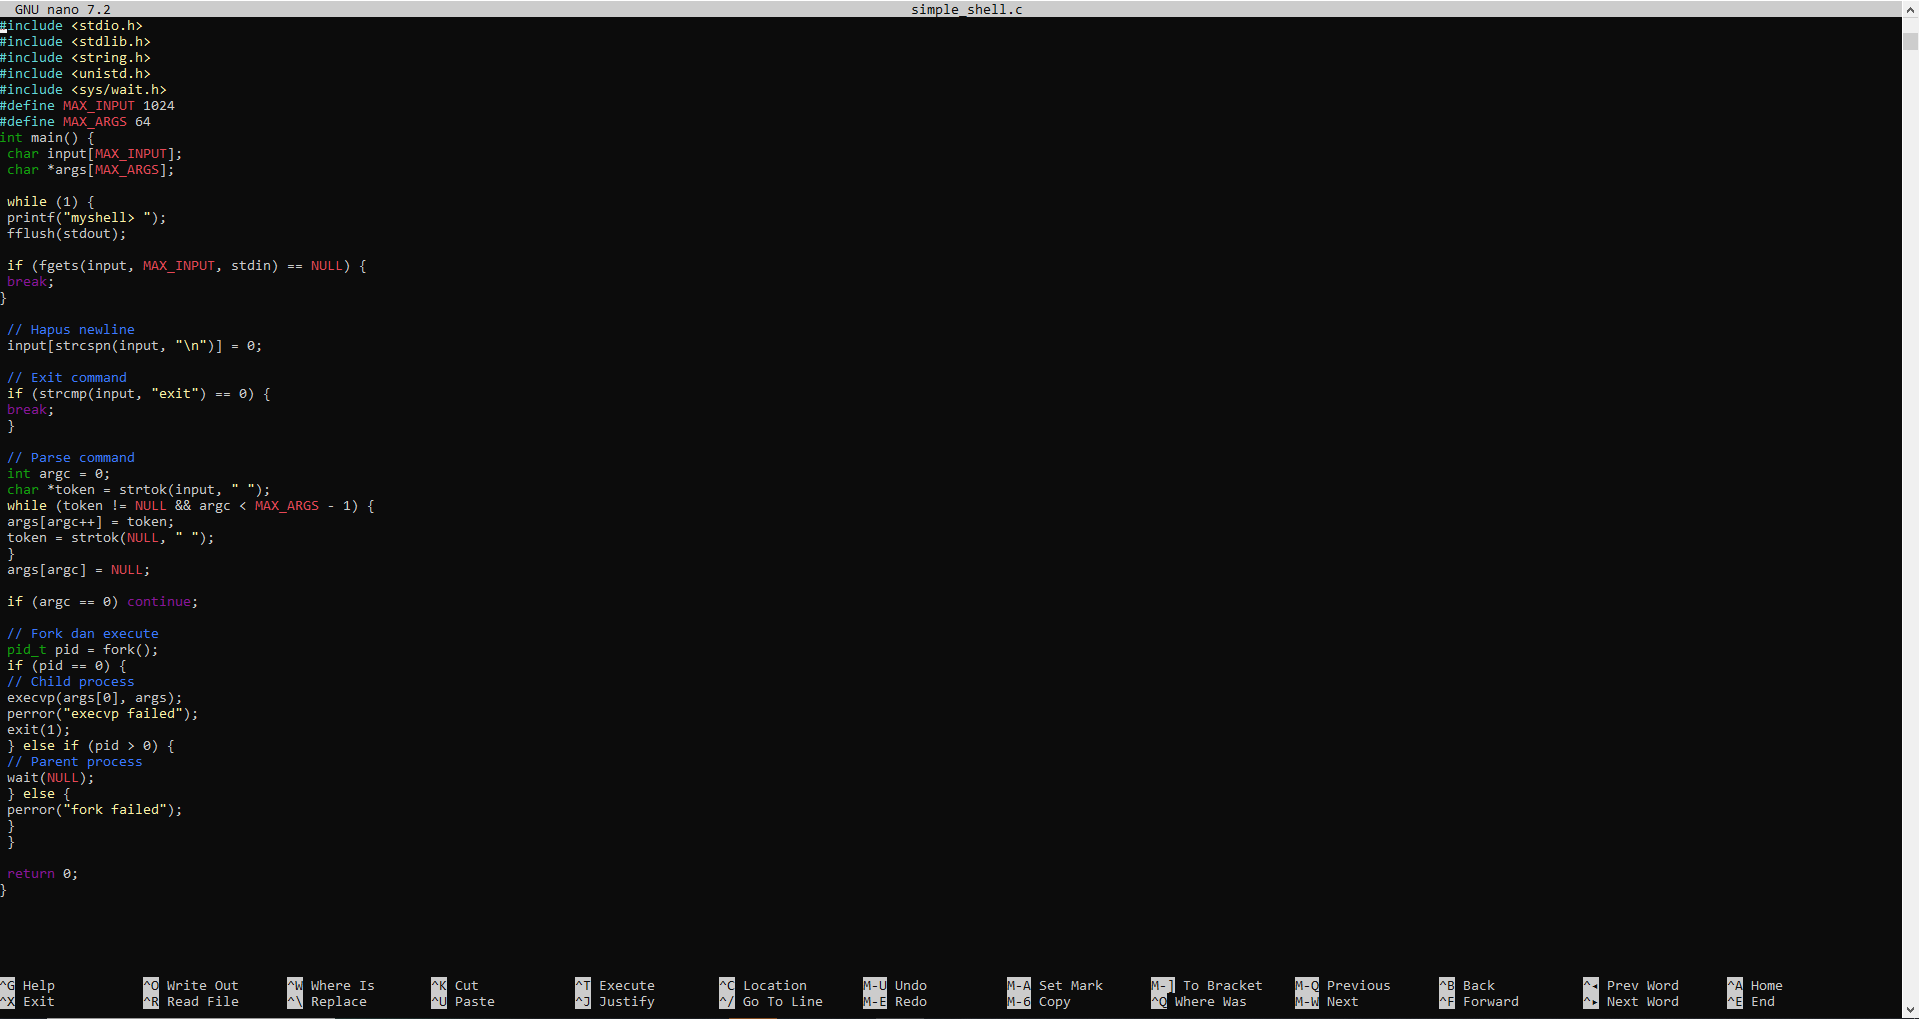 GNU nano 7.2 simple_shell.c
#include <stdio.h>
#include <stdlib.h>
#include <string.h>
#include <unistd.h>
#include <sys/wait.h>
#define MAX_INPUT 1024
#define MAX_ARGS 64
int main() {
 char input[MAX_INPUT];
 char *args[MAX_ARGS];

 while (1) {
 printf("myshell> ");
 fflush(stdout);

 if (fgets(input, MAX_INPUT, stdin) == NULL) {
 break;
}

 // Hapus newline
 input[strcspn(input, "\n")] = 0;

 // Exit command
 if (strcmp(input, "exit") == 0) {
 break;
 }

 // Parse command
 int argc = 0;
 char *token = strtok(input, " ");
 while (token != NULL && argc < MAX_ARGS - 1) {
 args[argc++] = token;
 token = strtok(NULL, " ");
 }
 args[argc] = NULL;

 if (argc == 0) continue;

 // Fork dan execute
 pid_t pid = fork();
 if (pid == 0) {
 // Child process
 execvp(args[0], args);
 perror("execvp failed");
 exit(1);
 } else if (pid > 0) {
 // Parent process
 wait(NULL);
 } else {
 perror("fork failed");
 }
 }

 return 0;
}
^G Help ^O Write Out ^W Where Is ^K Cut ^T Execute ^C Location M-U Undo M-A Set Mark M-] To Bracket M-Q Previous ^B Back ^◂ Prev Word ^A Home
^X Exit ^R Read File ^\ Replace ^U Paste ^J Justify ^/ Go To Line M-E Redo M-6 Copy ^Q Where Was M-W Next ^F Forward ^▸ Next Word ^E End